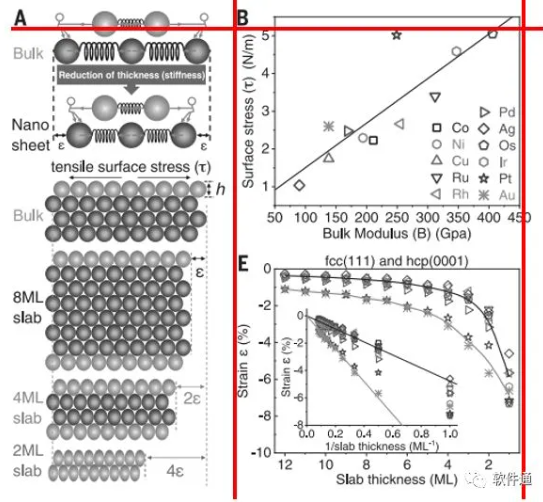 A
Bulk
Reduction of thickness (stiffness)
Nano
sheet
ε
ε
tensile surface stress (τ)
Bulk
h
8ML
slab
ε
4ML
slab
2ε
2ML
slab
4ε
B
Surface stress (τ) (N/m)
5
4
3
2
1
50 100 150 200 250 300 350 400 450
Bulk Modulus (B) (Gpa)
Co
Ni
Cu
Ru
Rh
Pd
Ag
Os
Ir
Pt
Au
E
fcc(111) and hcp(0001)
Strain ε (%)
0
-2
-4
-6
-8
-10
12 10 8 6 4 2
Slab thickness (ML)
Strain ε (%)
0
-2
-4
-6
-8
0.0 0.2 0.4 0.6 0.8 1.0
1/slab thickness (ML⁻¹)
软件通